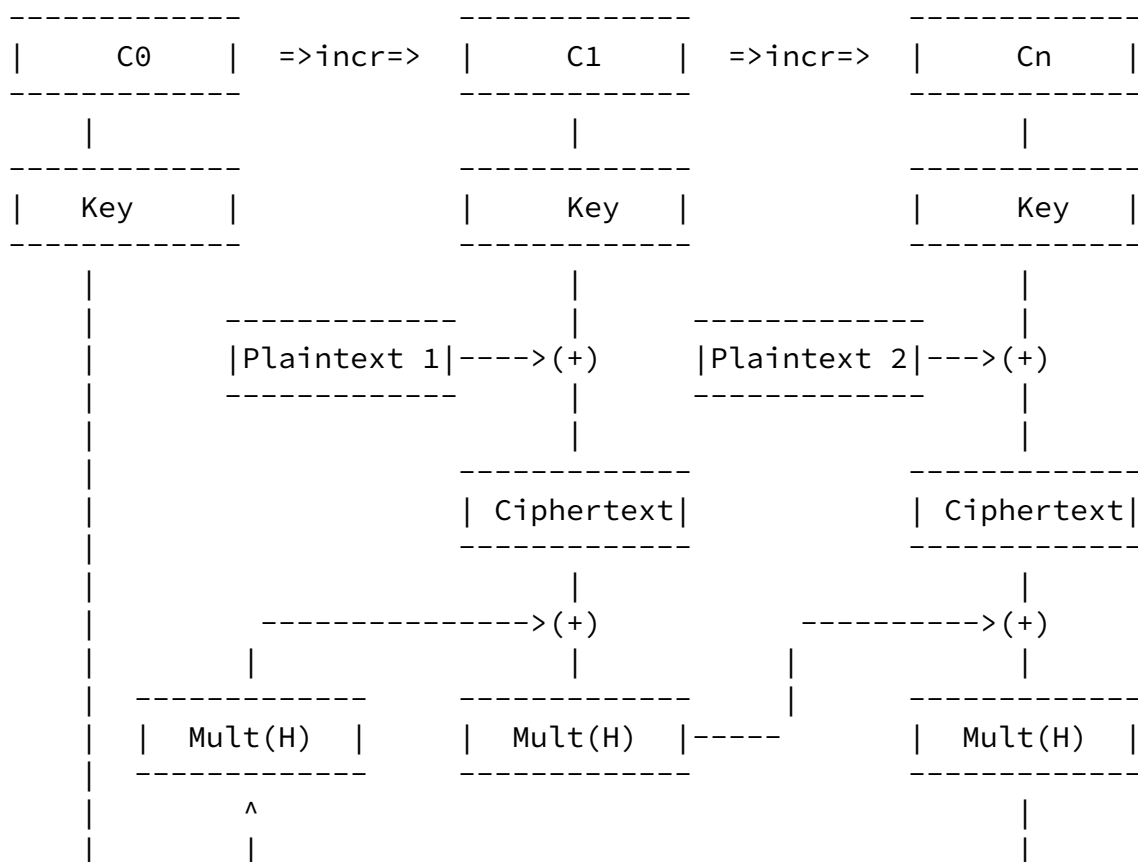 -------------                     -------------                     -------------
|     C0    |  =>incr=>  |     C1    |  =>incr=>  |     Cn    |
-------------                     -------------                     -------------
|                          |                        |
-------------                     -------------                     -------------
|   Key     |            |     Key   |            |     Key   |
-------------                     -------------                     -------------
|                          |                        |
|       -------------      |      -------------     |
|       |Plaintext 1|---->(+)     |Plaintext 2|--->(+)
|       -------------      |      -------------     |
|                          |                        |
|                    -------------            -------------
|                    | Ciphertext|            | Ciphertext|
|                    -------------            -------------
|                          |                        |
|         --------------->(+)           ---------->(+)
|        |                 |           |            |
|  -------------     -------------     |      -------------
|  |  Mult(H)  |     |  Mult(H)  |-----       |  Mult(H)  |
|  -------------     -------------            -------------
|        ^                                          |
|        |                                          |